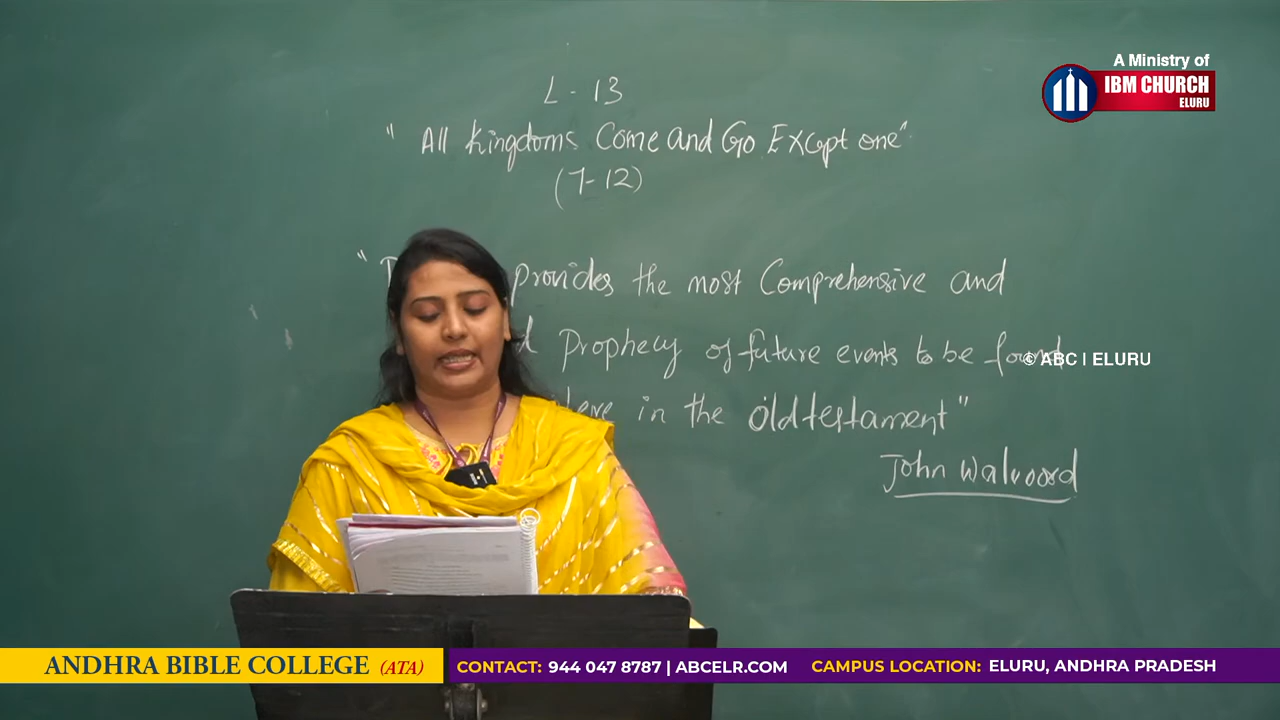 A Ministry of
IBM CHURCH
ELURU
L - 13
" All kingdoms Come and Go Except one"
(7-12)
" provides the most Comprehensive and
Prophecy of future events to be found
in the old testament"
John Walvoord
© ABC I ELURU
ANDHRA BIBLE COLLEGE (ATA)
CONTACT: 944 047 8787 | ABCELR.COM
CAMPUS LOCATION: ELURU, ANDHRA PRADESH